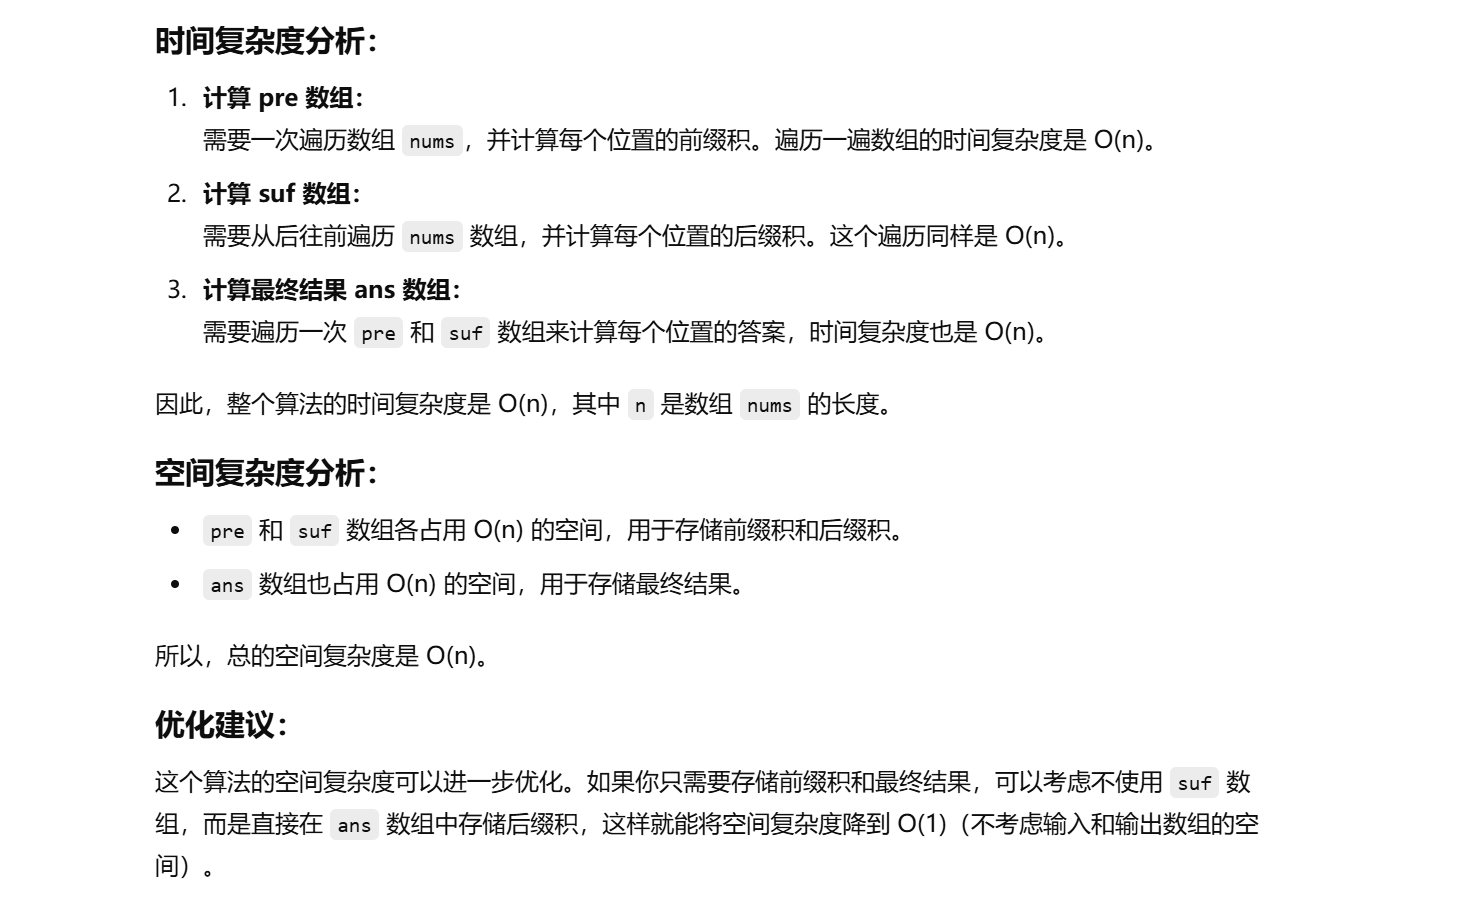 时间复杂度分析：
1. 计算 pre 数组：
需要一次遍历数组 nums，并计算每个位置的前缀积。遍历一遍数组的时间复杂度是 O(n)。
2. 计算 suf 数组：
需要从后往前遍历 nums 数组，并计算每个位置的后缀积。这个遍历同样是 O(n)。
3. 计算最终结果 ans 数组：
需要遍历一次 pre 和 suf 数组来计算每个位置的答案，时间复杂度也是 O(n)。
因此，整个算法的时间复杂度是 O(n)，其中 n 是数组 nums 的长度。
空间复杂度分析：
• pre 和 suf 数组各占用 O(n) 的空间，用于存储前缀积和后缀积。
• ans 数组也占用 O(n) 的空间，用于存储最终结果。
所以，总的空间复杂度是 O(n)。
优化建议：
这个算法的空间复杂度可以进一步优化。如果你只需要存储前缀积和最终结果，可以考虑不使用 suf 数
组，而是直接在 ans 数组中存储后缀积，这样就能将空间复杂度降到 O(1)（不考虑输入和输出数组的空
间）。